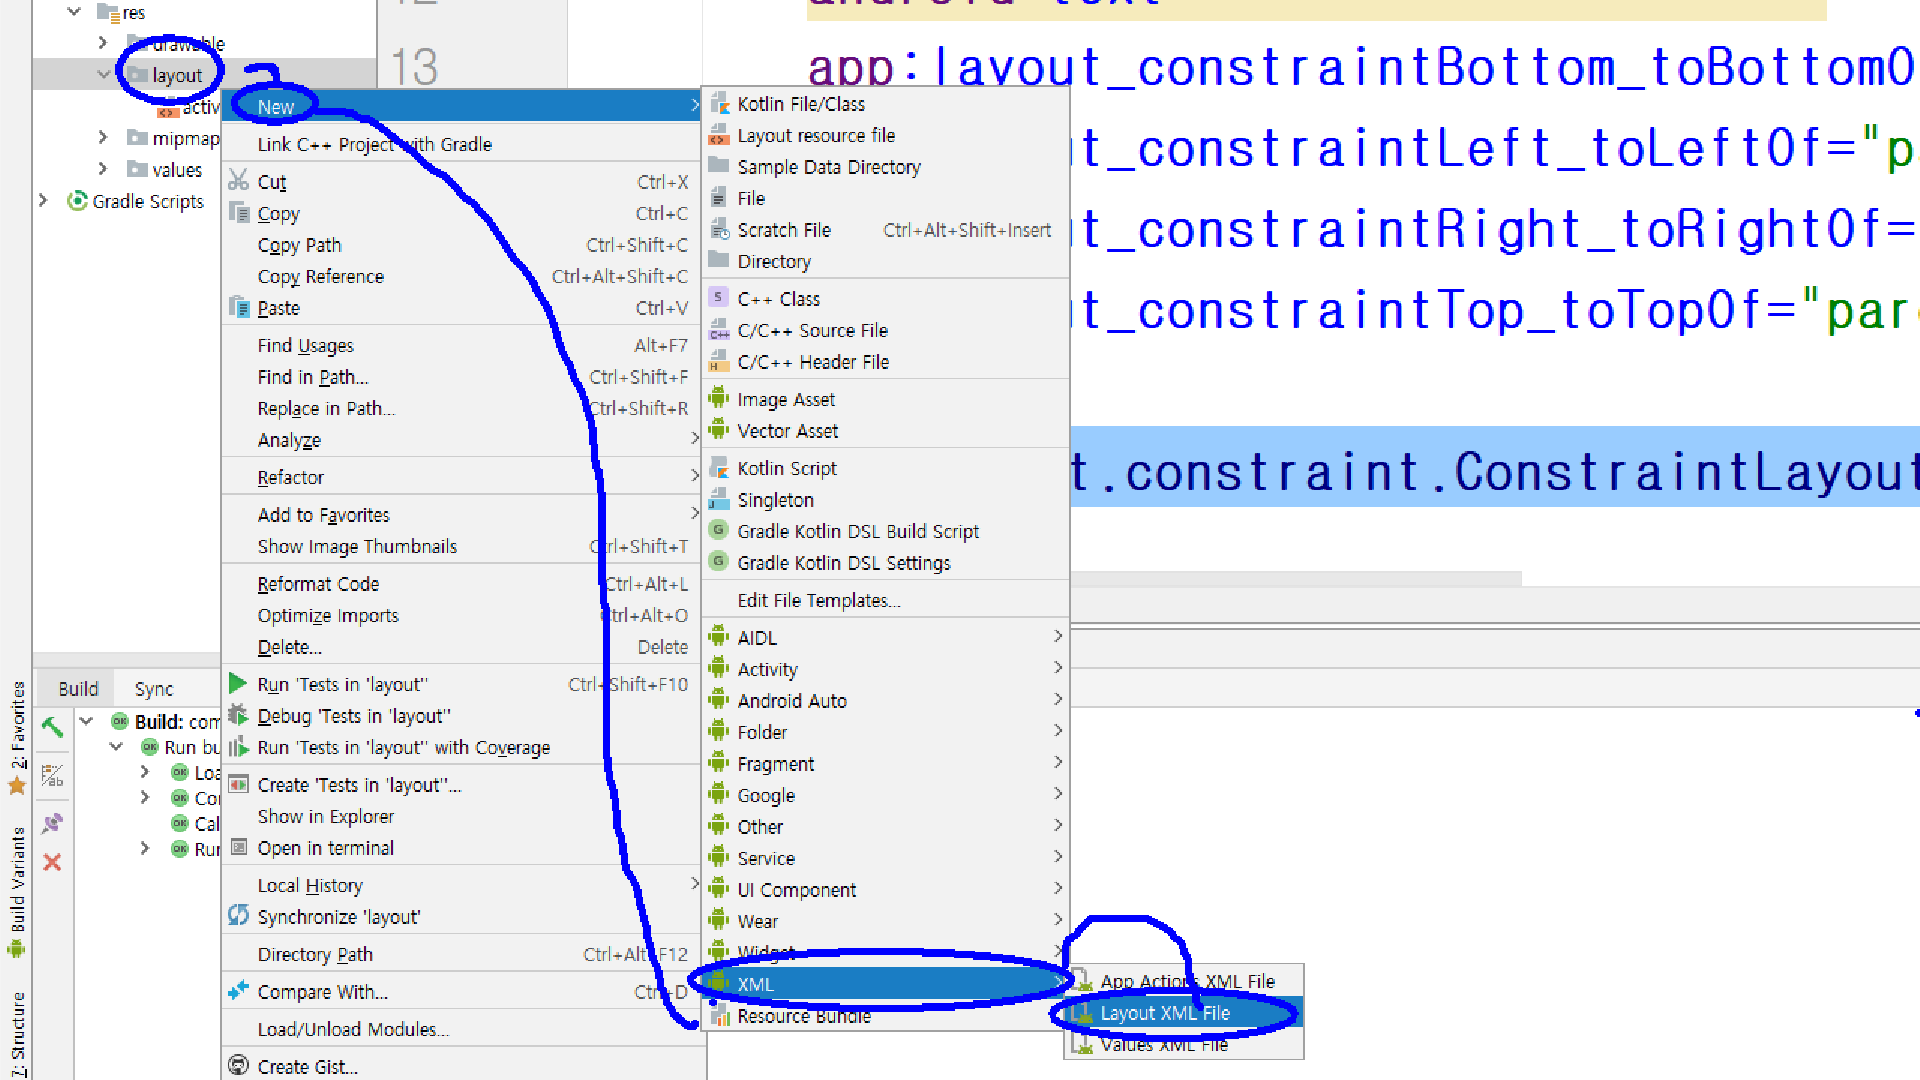 res
drawable
layout
activ
mipmap
values
Gradle Scripts
13
app:layout_constraintBottom_toBottomO
t_constraintLeft_toLeftOf="p
t_constraintRight_toRightOf=
t_constraintTop_toTopOf="par
t.constraint.ConstraintLayout
New
Link C++ Project with Gradle
Cut Ctrl+X
Copy Ctrl+C
Copy Path Ctrl+Shift+C
Copy Reference Ctrl+Alt+Shift+C
Paste Ctrl+V
Find Usages Alt+F7
Find in Path... Ctrl+Shift+F
Replace in Path... Ctrl+Shift+R
Analyze
Refactor
Add to Favorites
Show Image Thumbnails Ctrl+Shift+T
Reformat Code Ctrl+Alt+L
Optimize Imports Ctrl+Alt+O
Delete... Delete
Run 'Tests in 'layout'' Ctrl+Shift+F10
Debug 'Tests in 'layout''
Run 'Tests in 'layout'' with Coverage
Create 'Tests in 'layout''...
Show in Explorer
Open in terminal
Local History
Synchronize 'layout'
Directory Path Ctrl+Alt+F12
Compare With... Ctrl+D
Load/Unload Modules...
Create Gist...
Kotlin File/Class
Layout resource file
Sample Data Directory
File
Scratch File Ctrl+Alt+Shift+Insert
Directory
C++ Class
C/C++ Source File
C/C++ Header File
Image Asset
Vector Asset
Kotlin Script
Singleton
Gradle Kotlin DSL Build Script
Gradle Kotlin DSL Settings
Edit File Templates...
AIDL
Activity
Android Auto
Folder
Fragment
Google
Other
Service
UI Component
Wear
Widget
XML
Resource Bundle
App Actions XML File
Layout XML File
Values XML File
Build Sync
Build: com
Run bu
Loa
Cor
Cal
Rur
2: Favorites
Build Variants
7: Structure